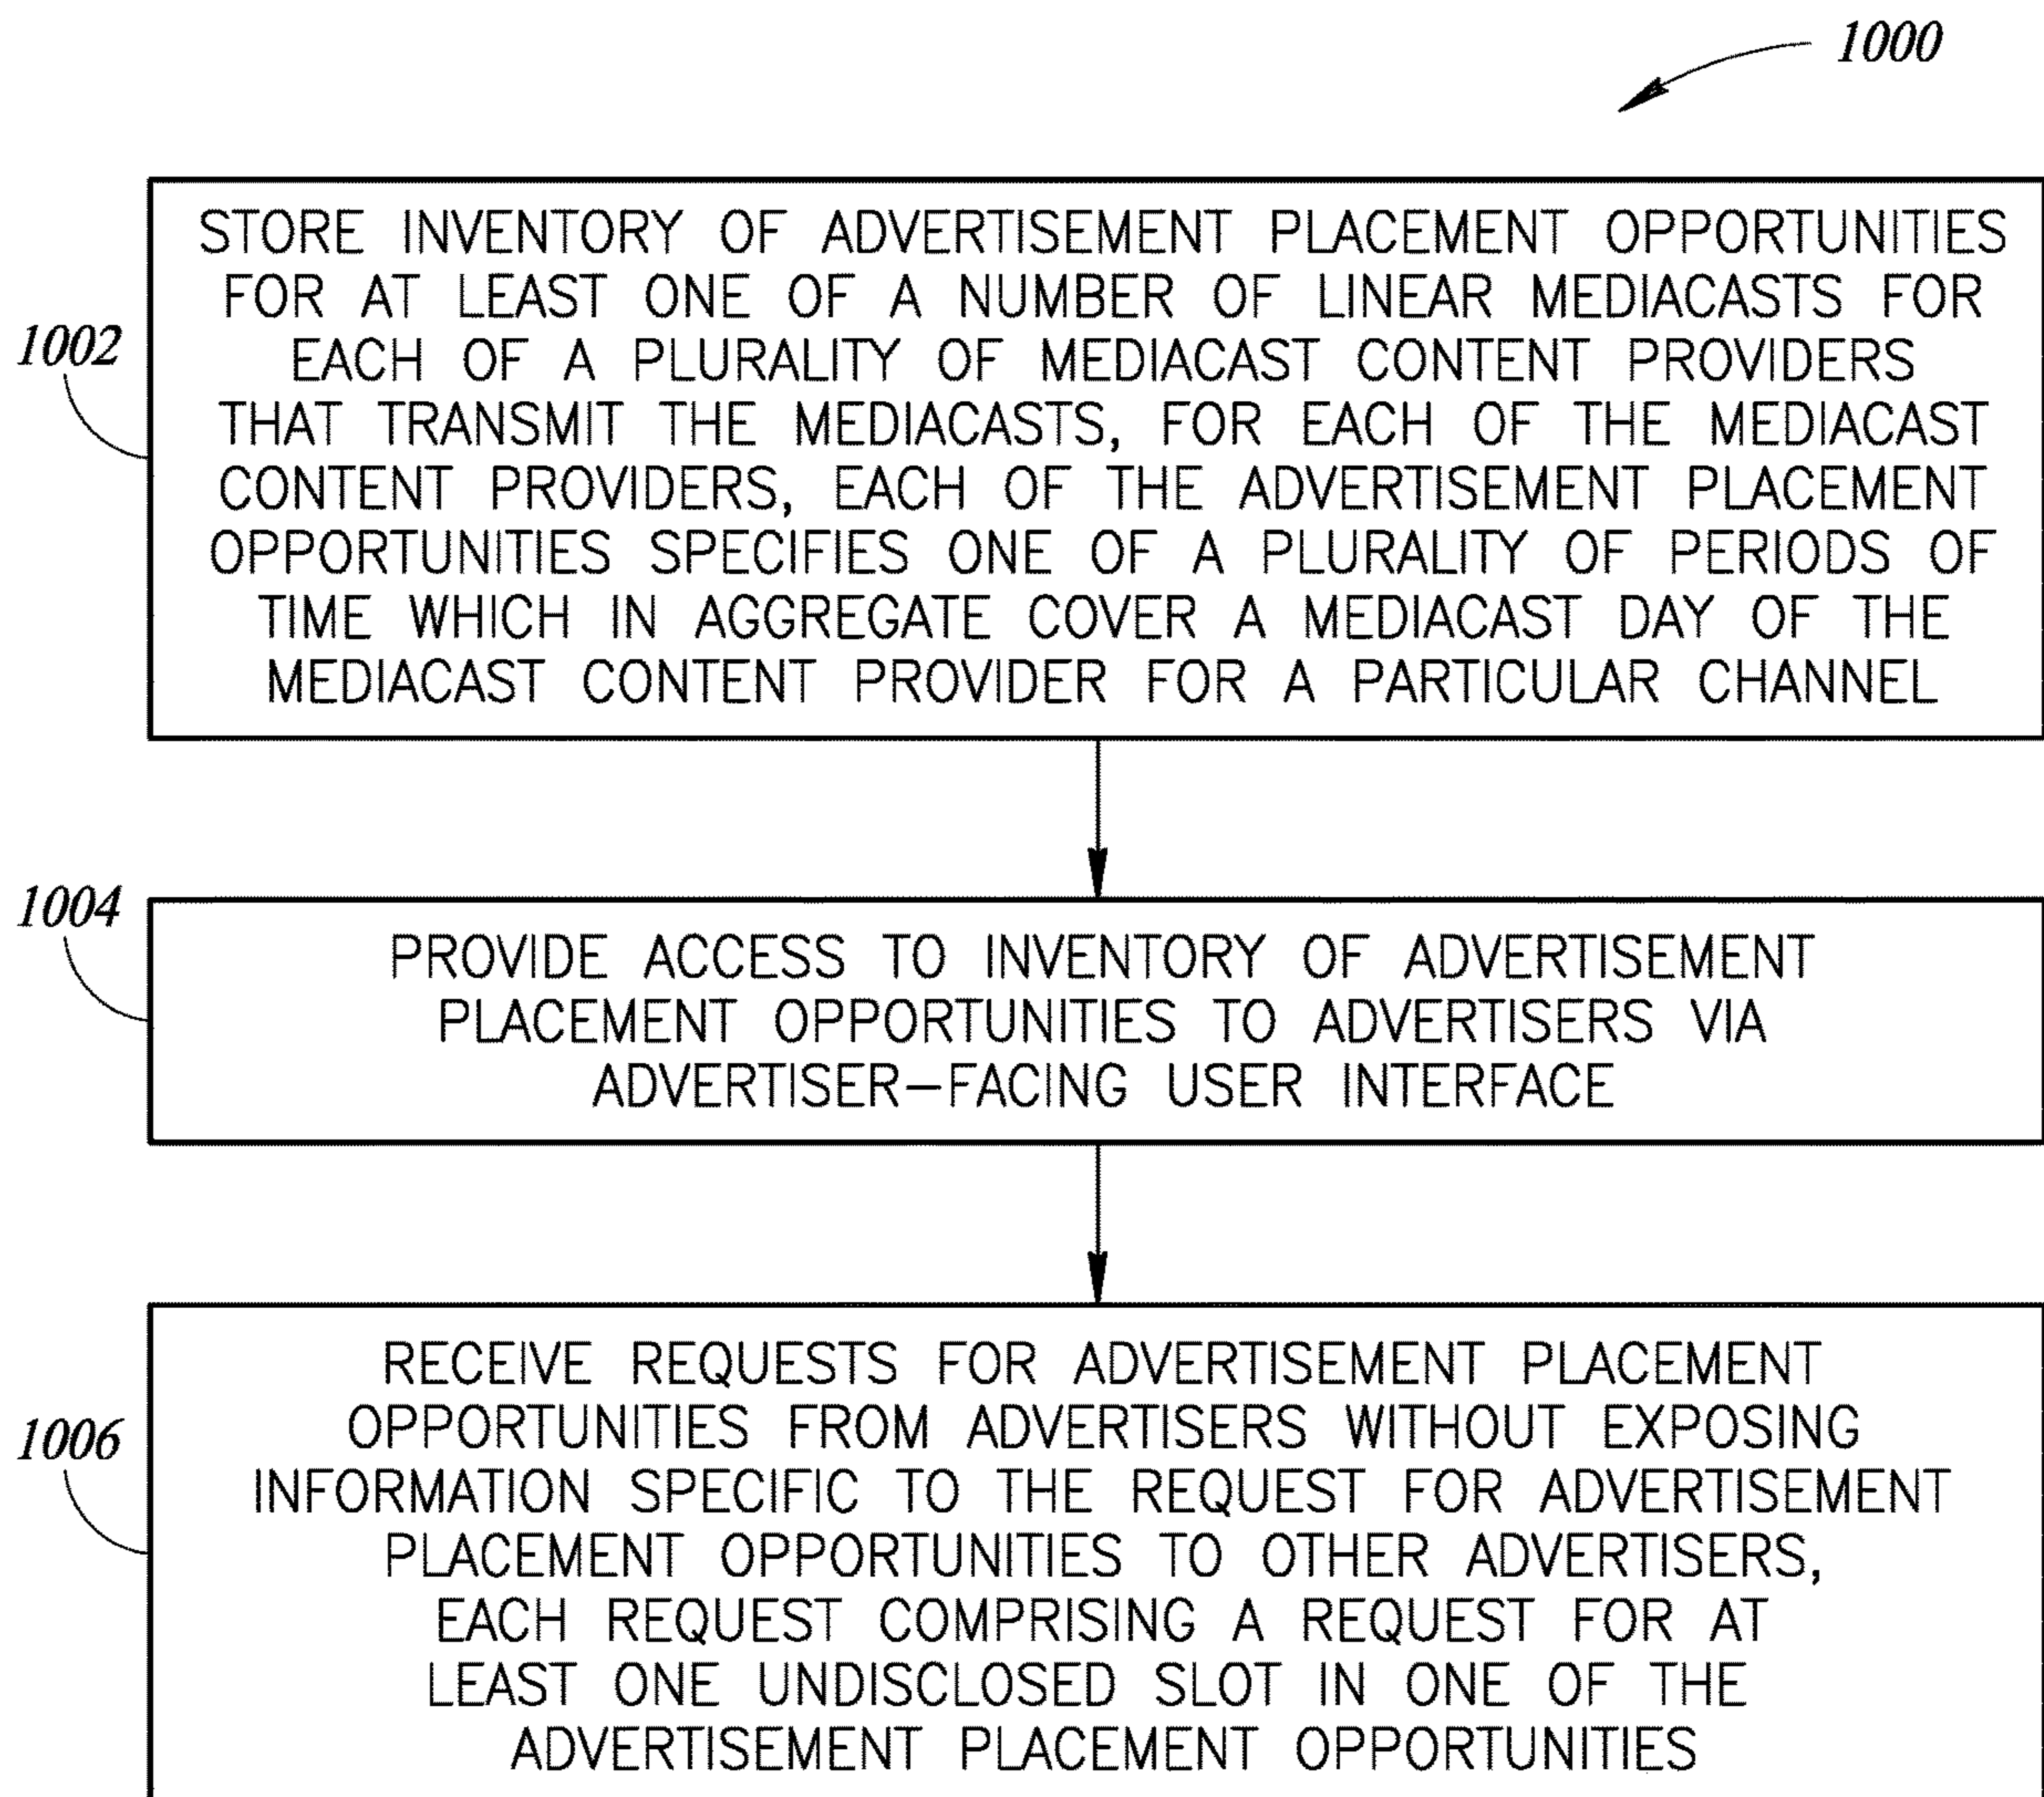 1000
STORE INVENTORY OF ADVERTISEMENT PLACEMENT OPPORTUNITIES
FOR AT LEAST ONE OF A NUMBER OF LINEAR MEDIACASTS FOR
EACH OF A PLURALITY OF MEDIACAST CONTENT PROVIDERS
THAT TRANSMIT THE MEDIACASTS, FOR EACH OF THE MEDIACAST
CONTENT PROVIDERS, EACH OF THE ADVERTISEMENT PLACEMENT
OPPORTUNITIES SPECIFIES ONE OF A PLURALITY OF PERIODS OF
TIME WHICH IN AGGREGATE COVER A MEDIACAST DAY OF THE
MEDIACAST CONTENT PROVIDER FOR A PARTICULAR CHANNEL
1002
1004
PROVIDE ACCESS TO INVENTORY OF ADVERTISEMENT
PLACEMENT OPPORTUNITIES TO ADVERTISERS VIA
ADVERTISER–FACING USER INTERFACE
RECEIVE REQUESTS FOR ADVERTISEMENT PLACEMENT
OPPORTUNITIES FROM ADVERTISERS WITHOUT EXPOSING
INFORMATION SPECIFIC TO THE REQUEST FOR ADVERTISEMENT
PLACEMENT OPPORTUNITIES TO OTHER ADVERTISERS,
EACH REQUEST COMPRISING A REQUEST FOR AT
LEAST ONE UNDISCLOSED SLOT IN ONE OF THE
ADVERTISEMENT PLACEMENT OPPORTUNITIES
1006